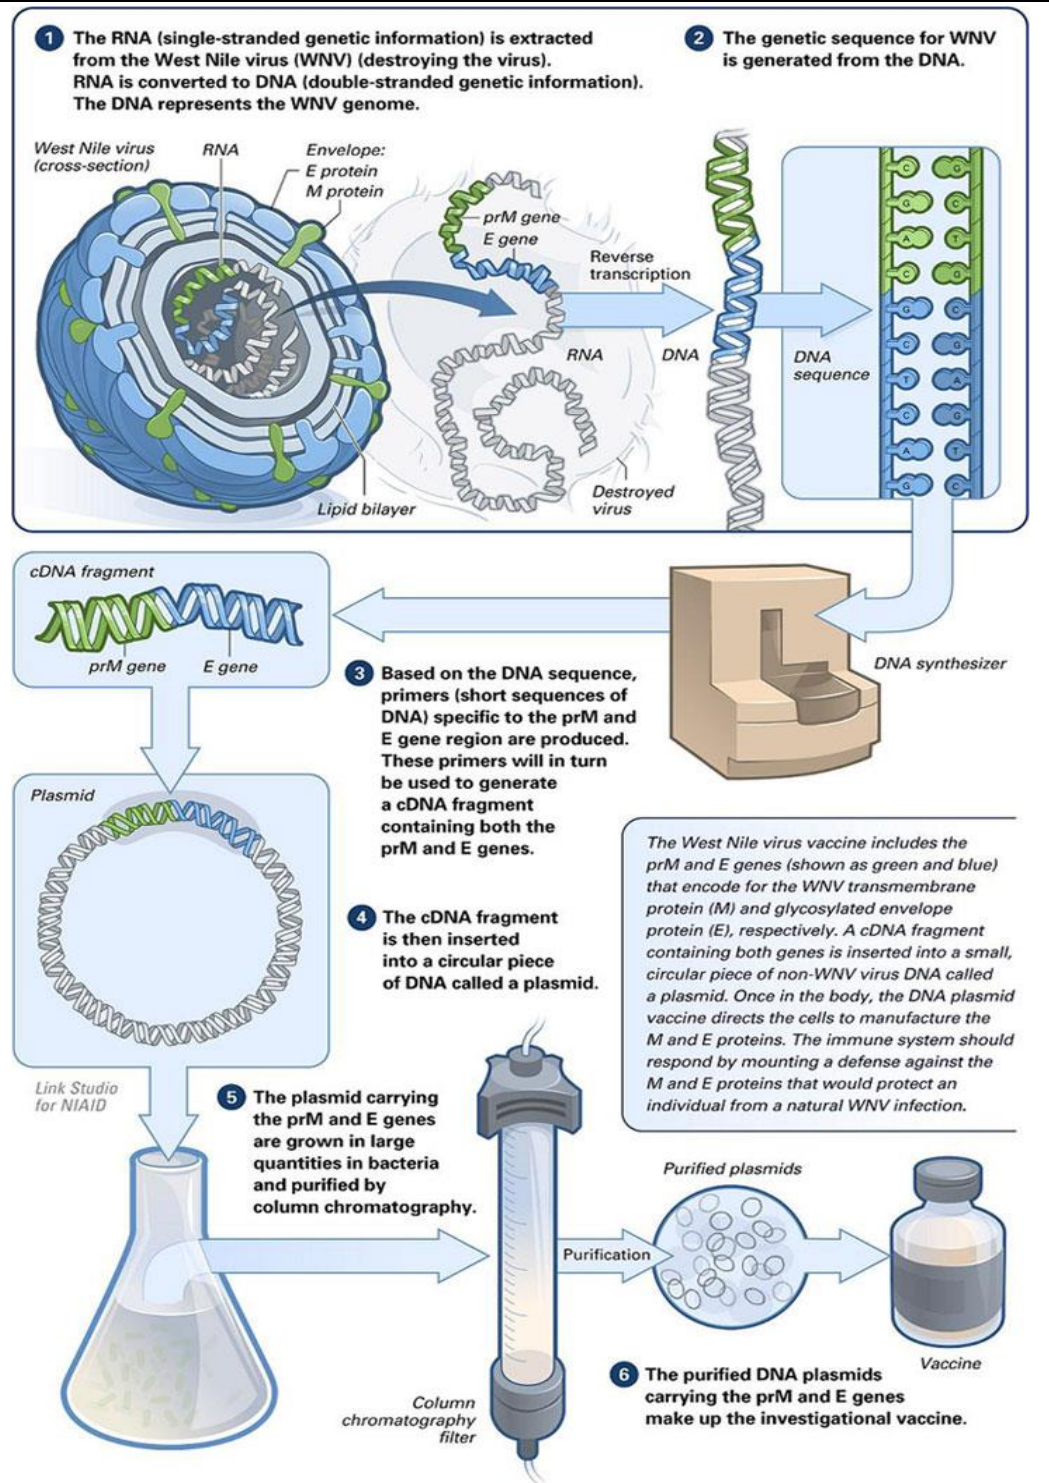 1 The RNA (single-stranded genetic information) is extracted
from the West Nile virus (WNV) (destroying the virus).
RNA is converted to DNA (double-stranded genetic information).
The DNA represents the WNV genome.
2 The genetic sequence for WNV
is generated from the DNA.
West Nile virus
(cross-section)
RNA
Envelope:
E protein
M protein
prM gene
E gene
Reverse
transcription
RNA
DNA
DNA
sequence
C G
G C
A T
C G
G C
C G
T A
C G
A T
G C
Lipid bilayer
Destroyed
virus
cDNA fragment
prM gene
E gene
DNA synthesizer
3 Based on the DNA sequence,
primers (short sequences of
DNA) specific to the prM and
E gene region are produced.
These primers will in turn
be used to generate
a cDNA fragment
containing both the
prM and E genes.
Plasmid
4 The cDNA fragment
is then inserted
into a circular piece
of DNA called a plasmid.
The West Nile virus vaccine includes the
prM and E genes (shown as green and blue)
that encode for the WNV transmembrane
protein (M) and glycosylated envelope
protein (E), respectively. A cDNA fragment
containing both genes is inserted into a small,
circular piece of non-WNV virus DNA called
a plasmid. Once in the body, the DNA plasmid
vaccine directs the cells to manufacture the
M and E proteins. The immune system should
respond by mounting a defense against the
M and E proteins that would protect an
individual from a natural WNV infection.
Link Studio
for NIAID
5 The plasmid carrying
the prM and E genes
are grown in large
quantities in bacteria
and purified by
column chromatography.
Purified plasmids
Purification
Vaccine
Column
chromatography
filter
6 The purified DNA plasmids
carrying the prM and E genes
make up the investigational vaccine.